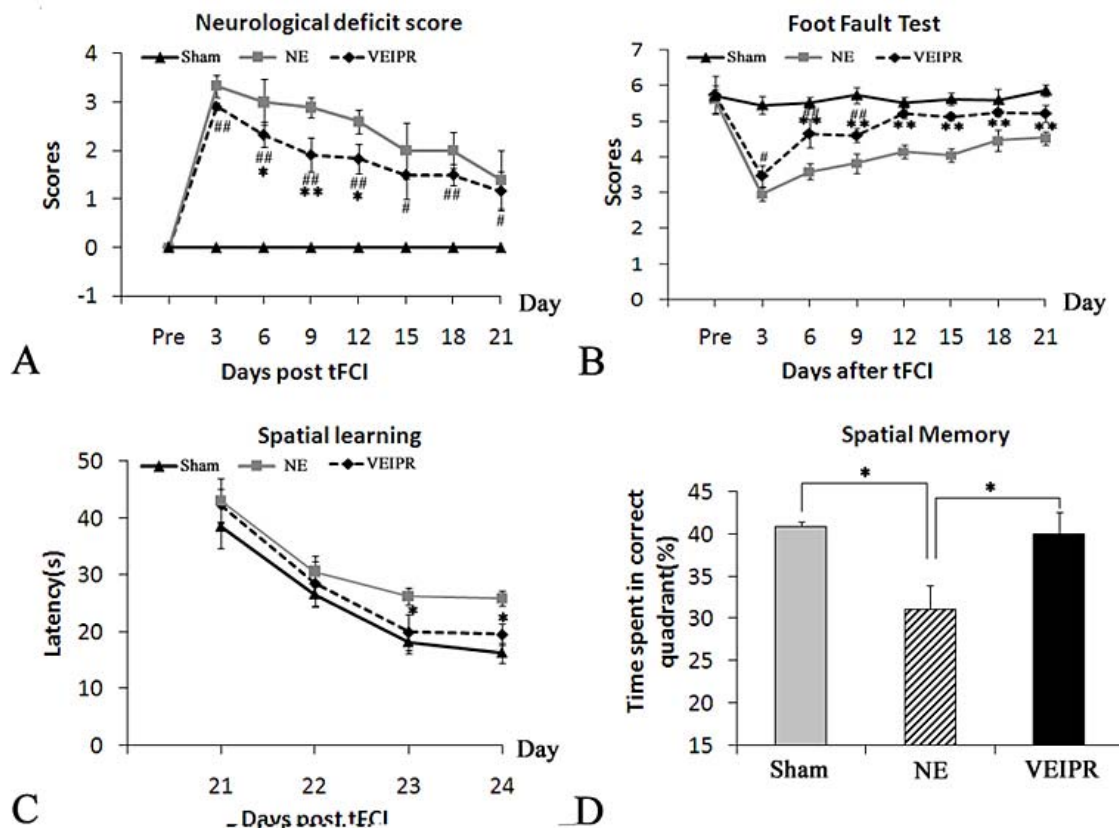 Neurological deficit score
Sham NE VEIPR
Scores
4
3
2
1
0
-1
##
##
*
##
**
##
*
#
##
#
Day
Pre 3 6 9 12 15 18 21
Days post tFCI
A
Foot Fault Test
Sham NE VEIPR
Scores
7
6
5
4
3
2
1
0
#
##
**
##
**
**
**
**
**
Day
Pre 3 6 9 12 15 18 21
Days after tFCI
B
Spatial learning
Sham NE VEIPR
Latency(s)
50
40
30
20
10
0
*
*
Day
21 22 23 24
Days post.tFCI
C
Spatial Memory
Time spent in correct
quadrant(%)
45
40
35
30
25
20
15
*
*
Sham NE VEIPR
D